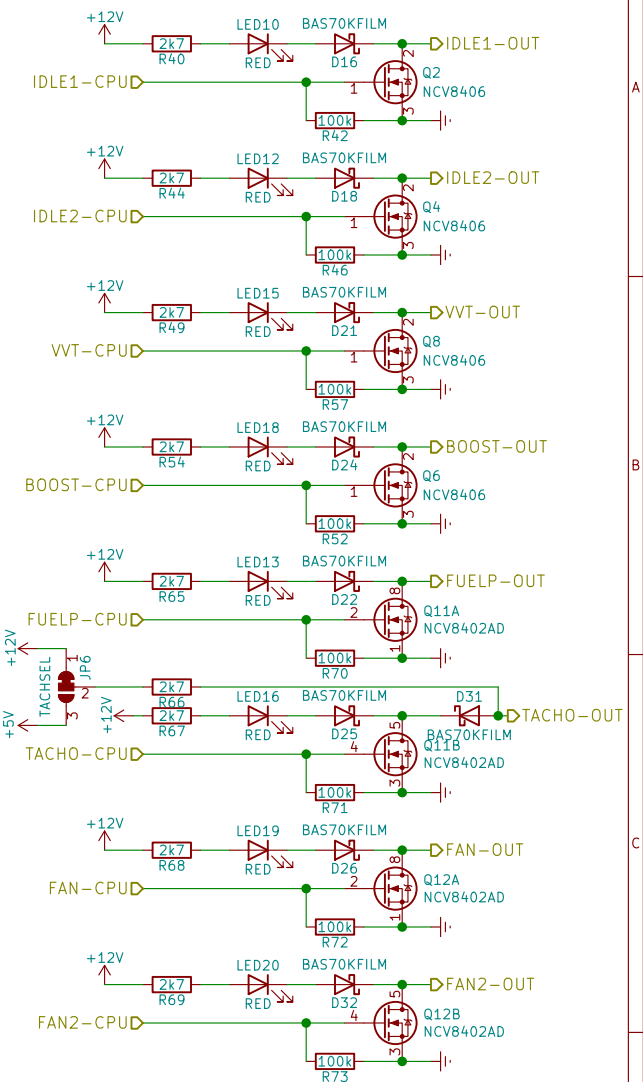 +12V LED10 BAS70KFILM
2k7 IDLE1-OUT
R40 RED D16 2 Q2
IDLE1-CPU 1 NCV8406 A
100k 3
R42
+12V LED12 BAS70KFILM
2k7 IDLE2-OUT
R44 RED D18 2 Q4
IDLE2-CPU 1 NCV8406
100k 3
R46
+12V LED15 BAS70KFILM
2k7 VVT-OUT
R49 RED D21 2 Q8
VVT-CPU 1 NCV8406
100k 3
R57
+12V LED18 BAS70KFILM
2k7 BOOST-OUT
R54 RED D24 2 Q6 B
BOOST-CPU 1 NCV8406
100k 3
R52
+12V LED13 BAS70KFILM
2k7 FUELP-OUT
R65 RED D22 8 Q11A
FUELP-CPU 2 NCV8402AD
100k 1
R70
+12V 1 JP6
TACHSEL 2 2k7
R66
+5V 3
+12V 2k7 LED16 BAS70KFILM D31 TACHO-OUT
R67 RED D25 5 BAS70KFILM
Q11B
TACHO-CPU 4 NCV8402AD
100k 3
R71
+12V LED19 BAS70KFILM C
2k7 FAN-OUT
R68 RED D26 8 Q12A
FAN-CPU 2 NCV8402AD
100k 1
R72
+12V LED20 BAS70KFILM
2k7 FAN2-OUT
R69 RED D32 5 Q12B
FAN2-CPU 4 NCV8402AD
100k 3
R73